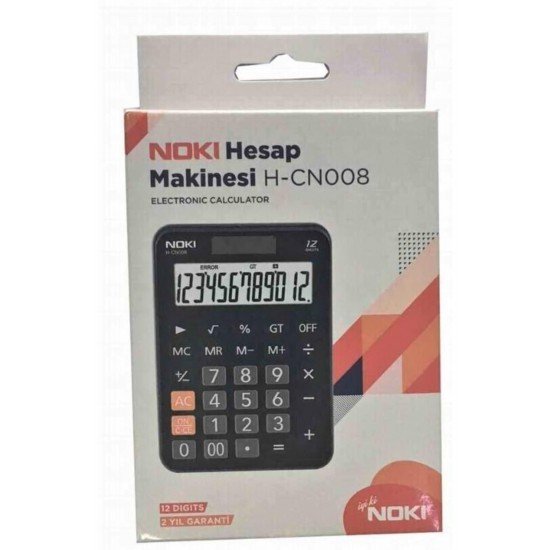 NOKI Hesap
Makinesi H-CN008
ELECTRONIC CALCULATOR
NOKI
H-CN008
12
DIGITS
ERROR GT
123456789012.
► √ % GT OFF
MC MR M- M+ ÷
+/- 7 8 9 ×
AC 4 5 6 −
ON/C/CE 1 2 3 +
0 00 • =
12 DIGITS
2 YIL GARANTİ
iyi ki
NOKI